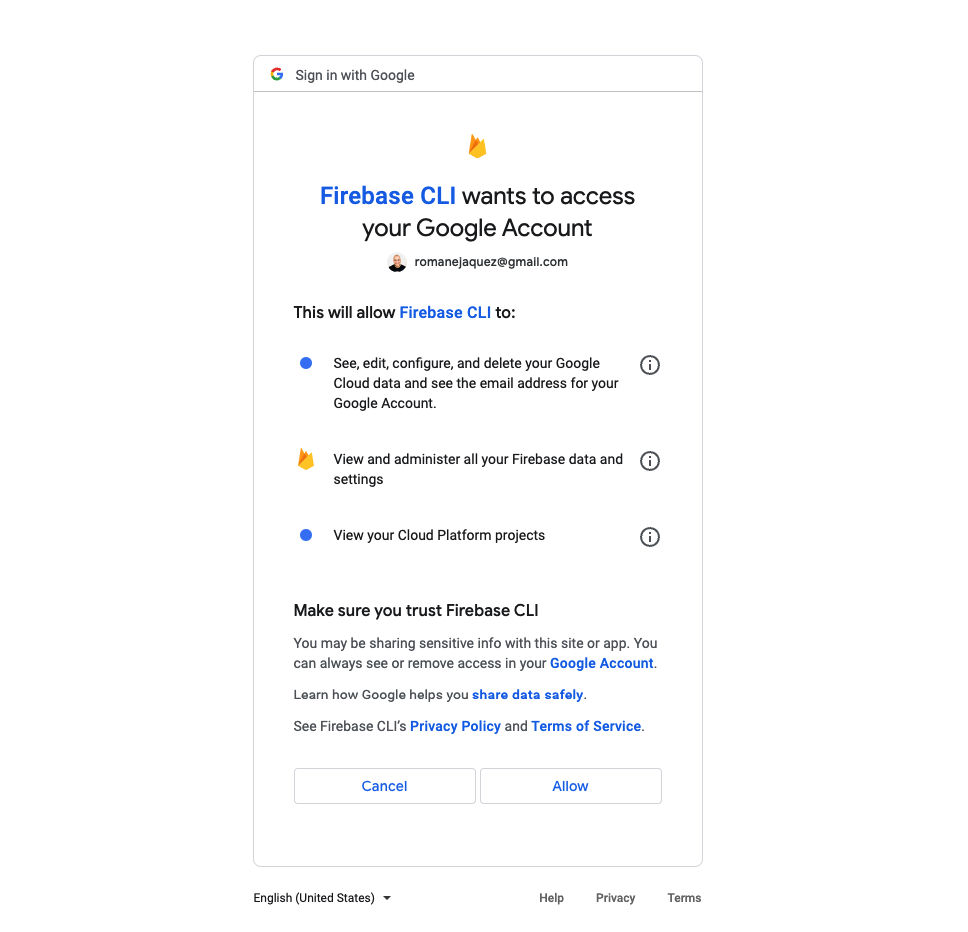 Sign in with Google
Firebase CLI wants to access
your Google Account
romanejaquez@gmail.com
This will allow Firebase CLI to:
See, edit, configure, and delete your Google
Cloud data and see the email address for your
Google Account.
View and administer all your Firebase data and
settings
View your Cloud Platform projects
Make sure you trust Firebase CLI
You may be sharing sensitive info with this site or app. You
can always see or remove access in your Google Account.
Learn how Google helps you share data safely.
See Firebase CLI’s Privacy Policy and Terms of Service.
Cancel Allow
English (United States) Help Privacy Terms